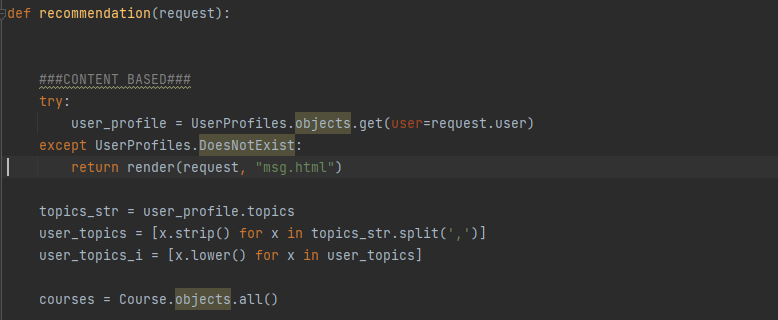 def recommendation(request):
###CONTENT BASED###
try:
user_profile = UserProfiles.objects.get(user=request.user)
except UserProfiles.DoesNotExist:
return render(request, "msg.html")
topics_str = user_profile.topics
user_topics = [x.strip() for x in topics_str.split(',')]
user_topics_i = [x.lower() for x in user_topics]
courses = Course.objects.all()